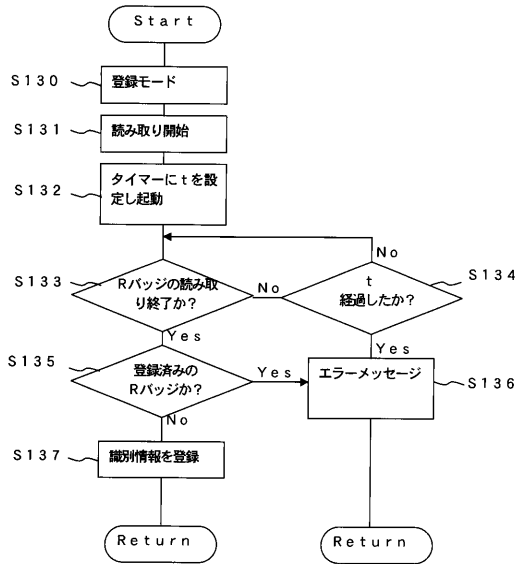 Start
S130
登録モード
S131
読み取り開始
S132
タイマーにtを設
定し起動
No
S133
Rバッジの読み取
り終了か?
No
t
経過したか?
S134
Yes
Yes
S135
登録済みの
Rバッジか?
Yes
エラーメッセージ
S136
No
S137
識別情報を登録
Return
Return